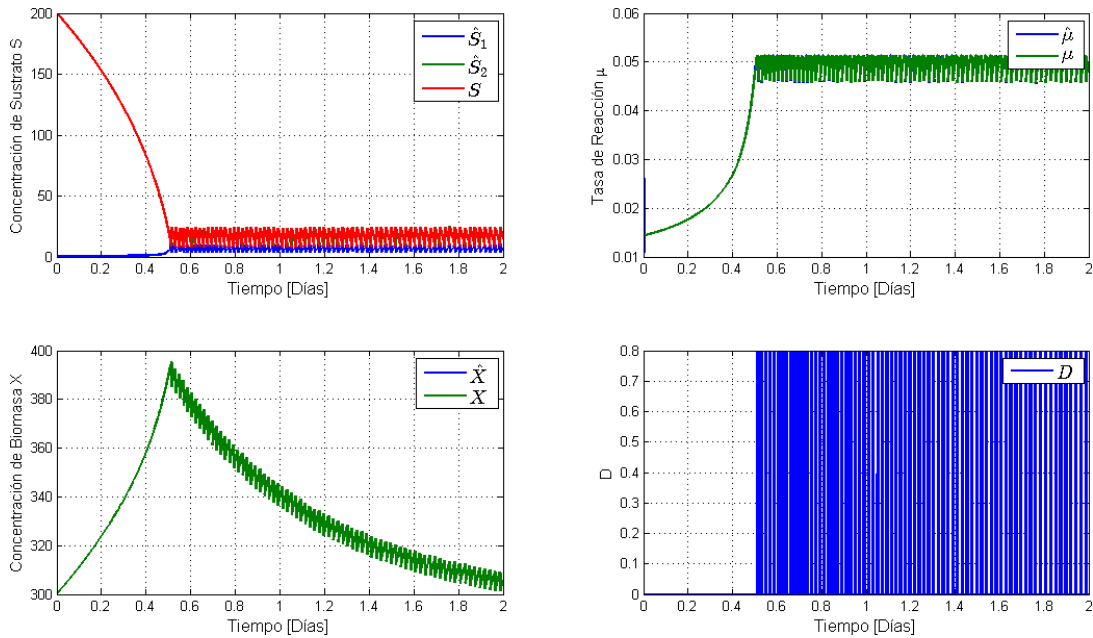 Concentración de Sustrato S
200
150
100
50
0
0 0.2 0.4 0.6 0.8 1 1.2 1.4 1.6 1.8 2
Tiempo [Días]
Ŝ₁
Ŝ₂
S
Tasa de Reacción μ
0.06
0.05
0.04
0.03
0.02
0.01
0 0.2 0.4 0.6 0.8 1 1.2 1.4 1.6 1.8 2
Tiempo [Días]
μ̂
μ
Concentración de Biomasa X
400
380
360
340
320
300
0 0.2 0.4 0.6 0.8 1 1.2 1.4 1.6 1.8 2
Tiempo [Días]
X̂
X
D
0.8
0.7
0.6
0.5
0.4
0.3
0.2
0.1
0
0 0.2 0.4 0.6 0.8 1 1.2 1.4 1.6 1.8 2
Tiempo [Días]
D